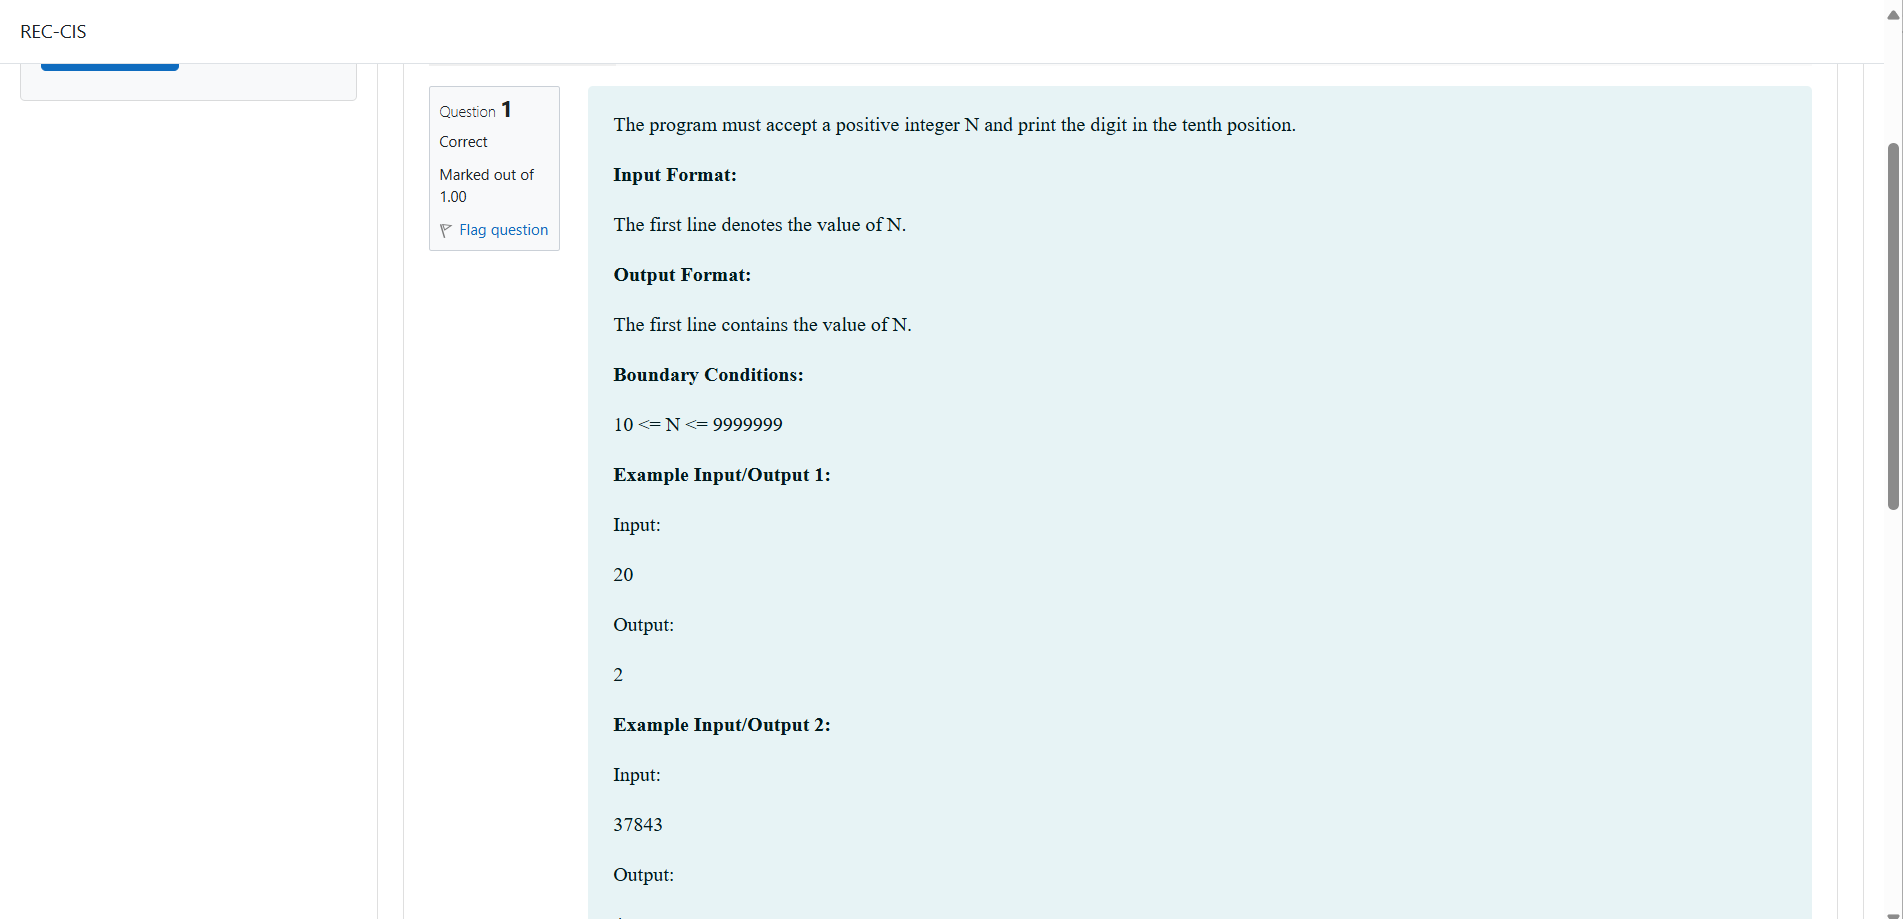 REC-CIS
Question 1
Correct
Marked out of
1.00
Flag question
The program must accept a positive integer N and print the digit in the tenth position.
Input Format:
The first line denotes the value of N.
Output Format:
The first line contains the value of N.
Boundary Conditions:
10 <= N <= 9999999
Example Input/Output 1:
Input:
20
Output:
2
Example Input/Output 2:
Input:
37843
Output: